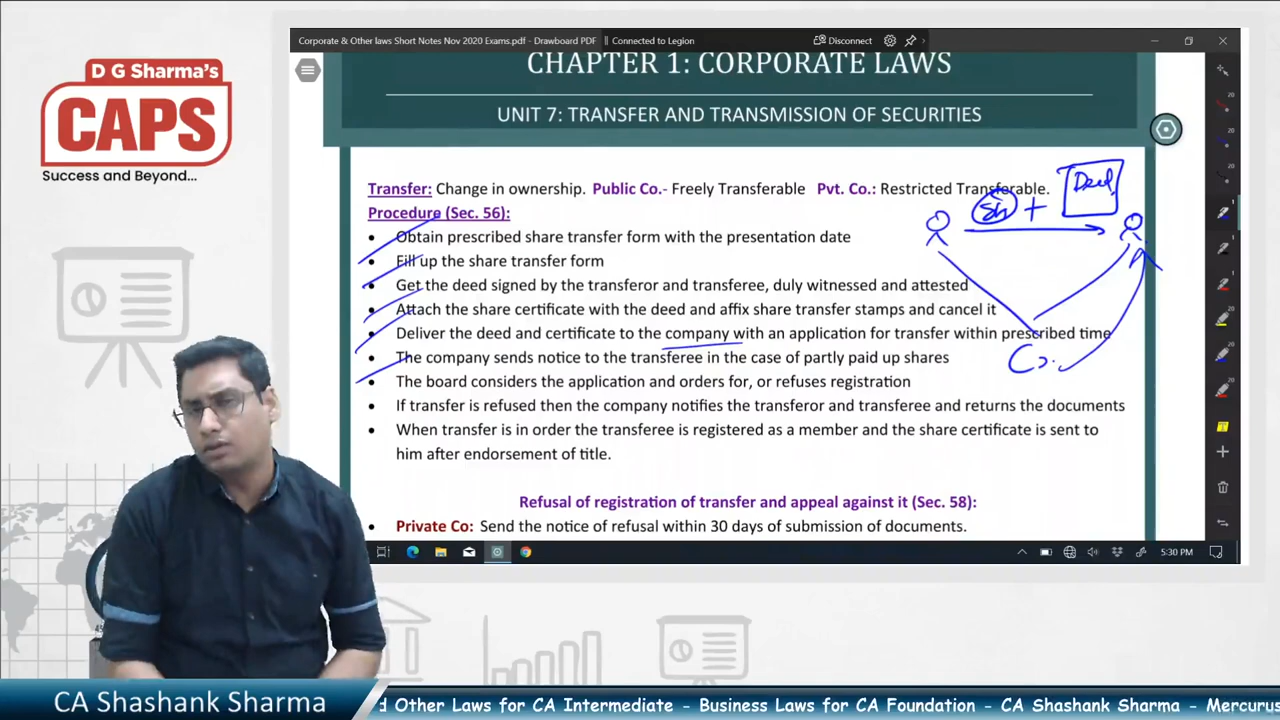 D G Sharma's
CAPS
Success and Beyond...
Corporate & Other laws Short Notes Nov 2020 Exams.pdf - Drawboard PDF
Connected to Legion
Disconnect
CHAPTER 1: CORPORATE LAWS
UNIT 7: TRANSFER AND TRANSMISSION OF SECURITIES
Transfer: Change in ownership. Public Co.- Freely Transferable Pvt. Co.: Restricted Transferable.
Procedure (Sec. 56):
• Obtain prescribed share transfer form with the presentation date
• Fill up the share transfer form
• Get the deed signed by the transferor and transferee, duly witnessed and attested
• Attach the share certificate with the deed and affix share transfer stamps and cancel it
• Deliver the deed and certificate to the company with an application for transfer within prescribed time
• The company sends notice to the transferee in the case of partly paid up shares
• The board considers the application and orders for, or refuses registration
• If transfer is refused then the company notifies the transferor and transferee and returns the documents
• When transfer is in order the transferee is registered as a member and the share certificate is sent to
him after endorsement of title.
Sh + Deed
Co.
Refusal of registration of transfer and appeal against it (Sec. 58):
• Private Co: Send the notice of refusal within 30 days of submission of documents.
5:30 PM
CA Shashank Sharma
d Other Laws for CA Intermediate - Business Laws for CA Foundation - CA Shashank Sharma - Mercurus